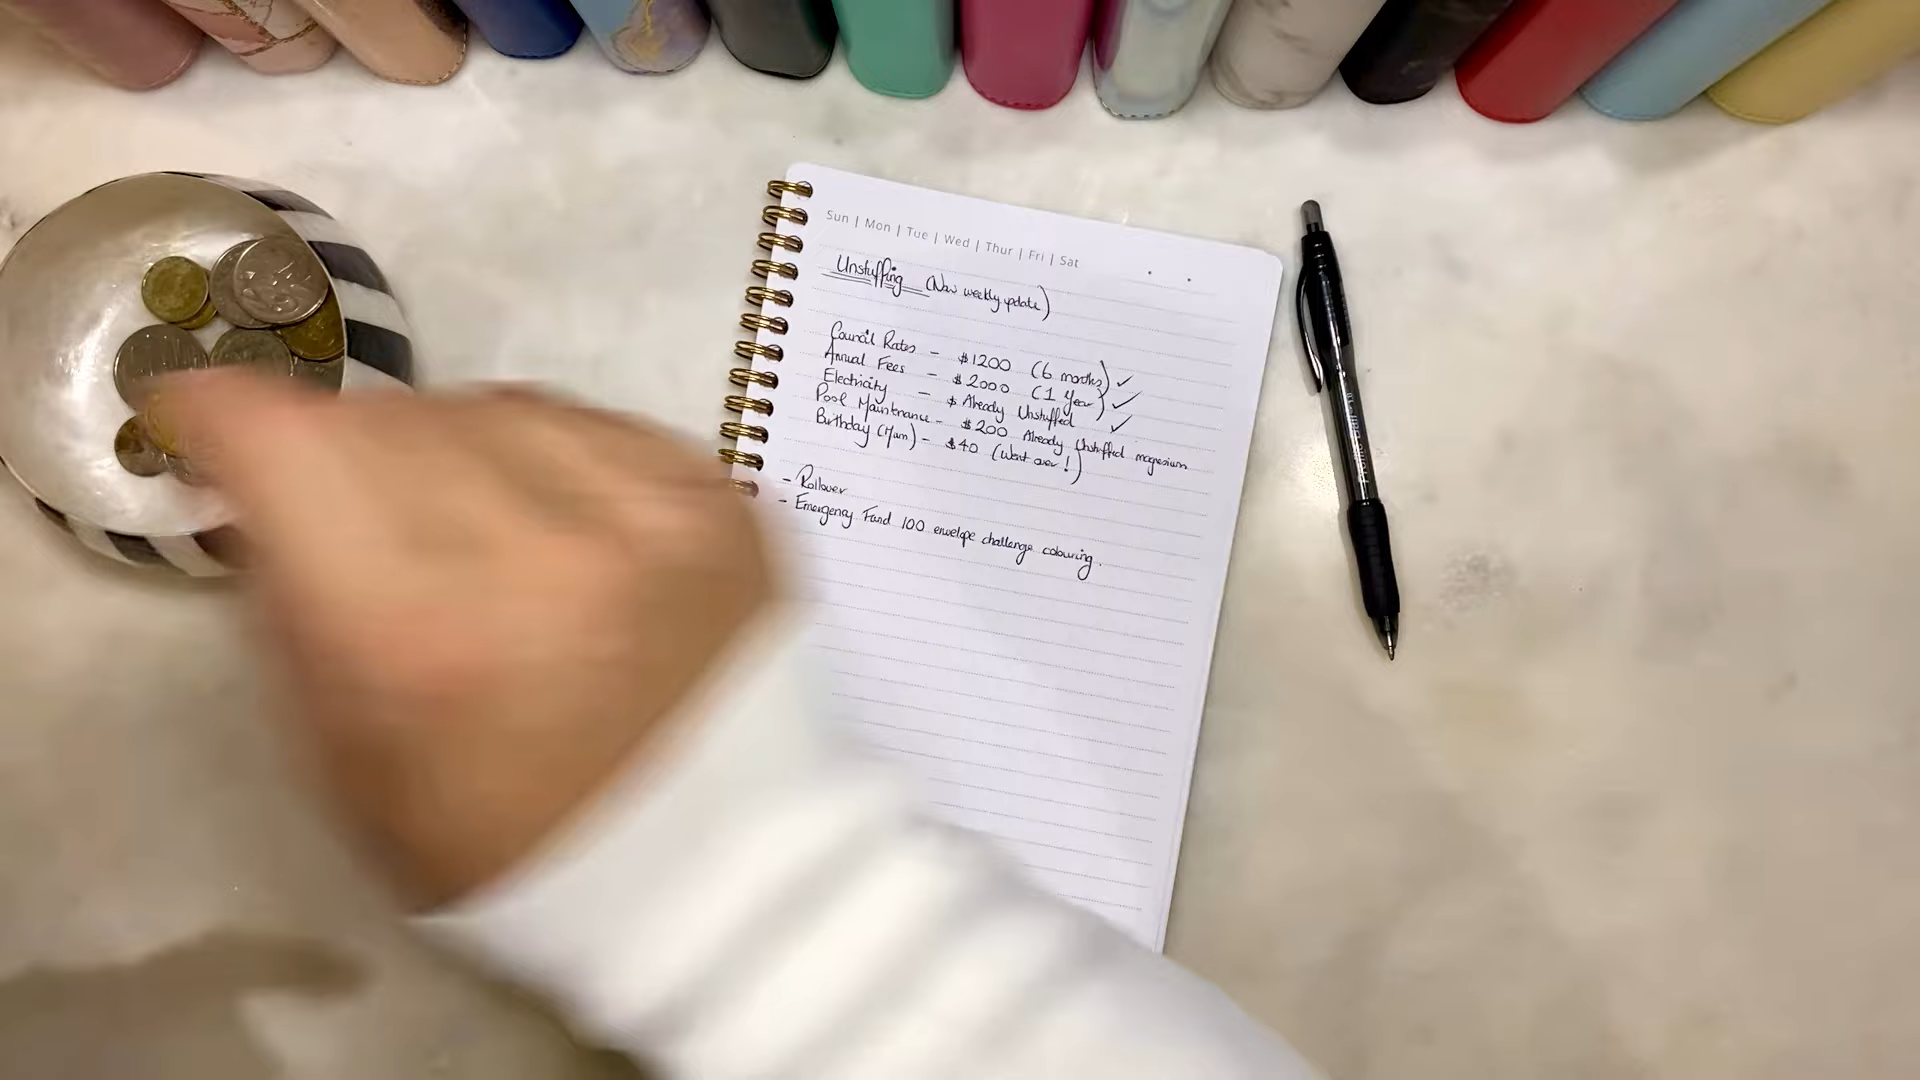 Sun | Mon | Tue | Wed | Thur | Fri | Sat
Unstuffing (Non weekly update)
Council Rates - $1200 (6 months) ✓
Annual Fees - $2000 (1 Year) ✓
Electricity - $ Already Unstuffed ✓
Pool Maintenance - $200 Already Unstuffed magnesium
Birthday (Mum) - $40 (Went over!)
- Rollover
- Emergency Fund 100 envelope challenge colouring.